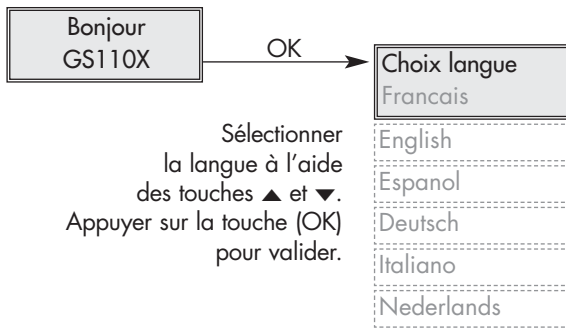 Bonjour
GS110X
OK
Choix langue
Francais
Sélectionner
la langue à l’aide
des touches ▲ et ▼.
Appuyer sur la touche (OK)
pour valider.
English
Espanol
Deutsch
Italiano
Nederlands